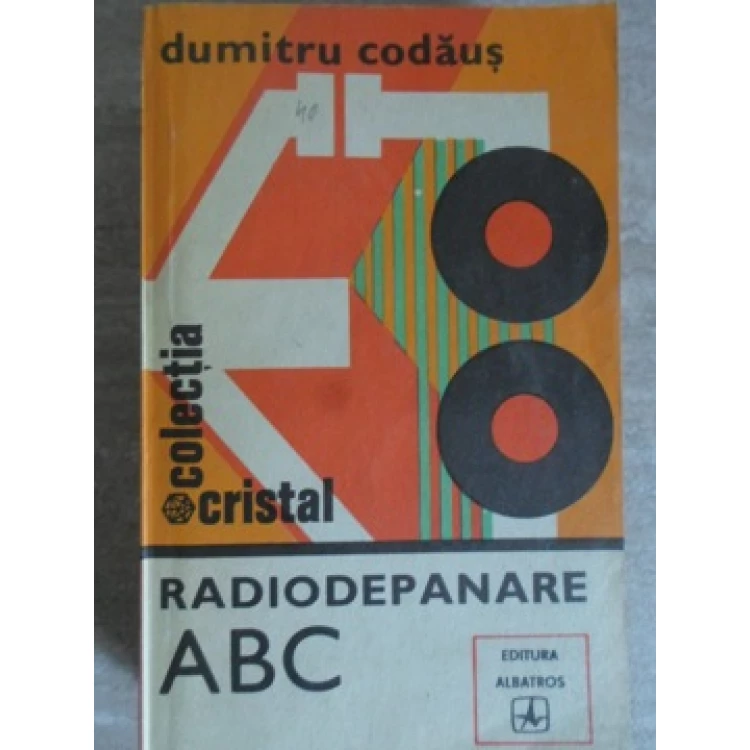 dumitru codăuș
40
colecția
cristal
RADIODEPANARE
ABC
EDITURA
ALBATROS